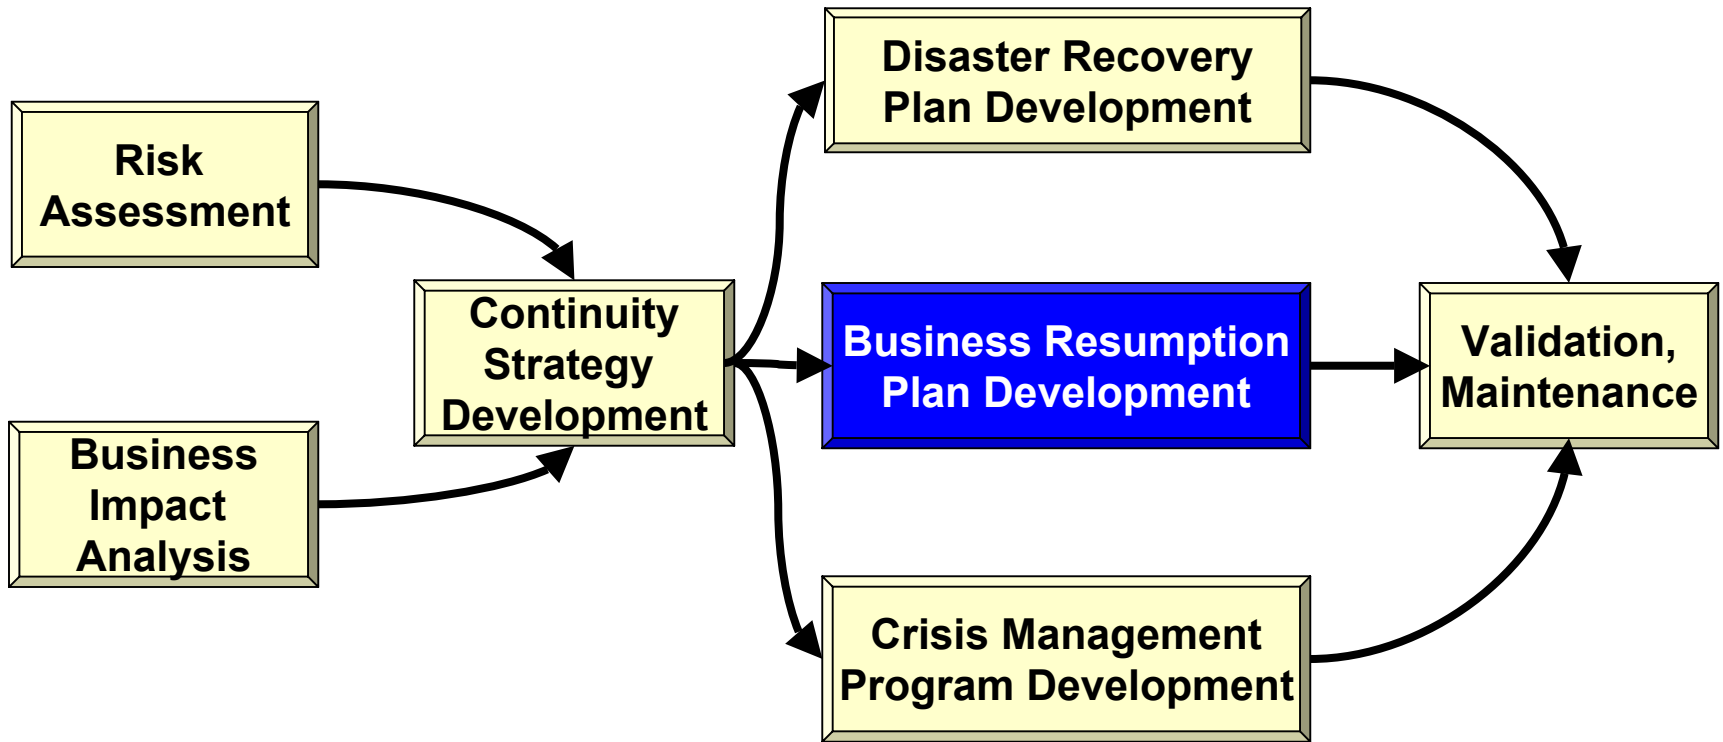 Risk
Assessment
Business
Impact
Analysis
Continuity
Strategy
Development
Disaster Recovery
Plan Development
Business Resumption
Plan Development
Crisis Management
Program Development
Validation,
Maintenance